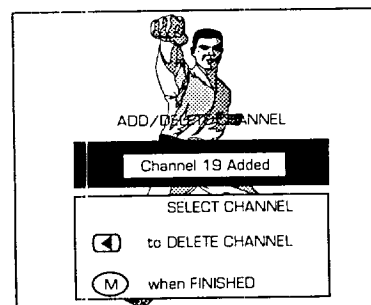 ADD/DELETE CHANNEL
Channel 19 Added
SELECT CHANNEL
to DELETE CHANNEL
M when FINISHED